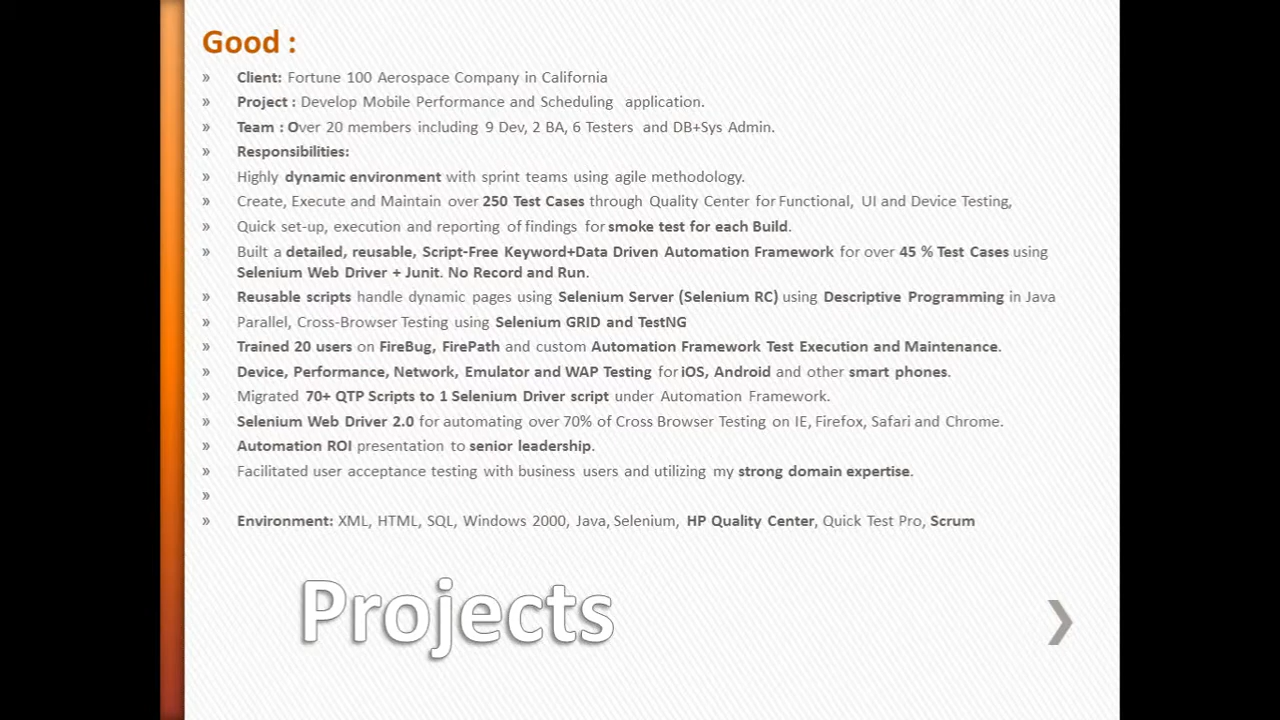 Good :
» Client: Fortune 100 Aerospace Company in California
» Project : Develop Mobile Performance and Scheduling application.
» Team : Over 20 members including 9 Dev, 2 BA, 6 Testers and DB+Sys Admin.
» Responsibilities:
» Highly dynamic environment with sprint teams using agile methodology.
» Create, Execute and Maintain over 250 Test Cases through Quality Center for Functional, UI and Device Testing,
» Quick set-up, execution and reporting of findings for smoke test for each Build.
» Built a detailed, reusable, Script-Free Keyword+Data Driven Automation Framework for over 45 % Test Cases using
Selenium Web Driver + Junit. No Record and Run.
» Reusable scripts handle dynamic pages using Selenium Server (Selenium RC) using Descriptive Programming in Java
» Parallel, Cross-Browser Testing using Selenium GRID and TestNG
» Trained 20 users on FireBug, FirePath and custom Automation Framework Test Execution and Maintenance.
» Device, Performance, Network, Emulator and WAP Testing for iOS, Android and other smart phones.
» Migrated 70+ QTP Scripts to 1 Selenium Driver script under Automation Framework.
» Selenium Web Driver 2.0 for automating over 70% of Cross Browser Testing on IE, Firefox, Safari and Chrome.
» Automation ROI presentation to senior leadership.
» Facilitated user acceptance testing with business users and utilizing my strong domain expertise.
»
» Environment: XML, HTML, SQL, Windows 2000, Java, Selenium, HP Quality Center, Quick Test Pro, Scrum
Projects